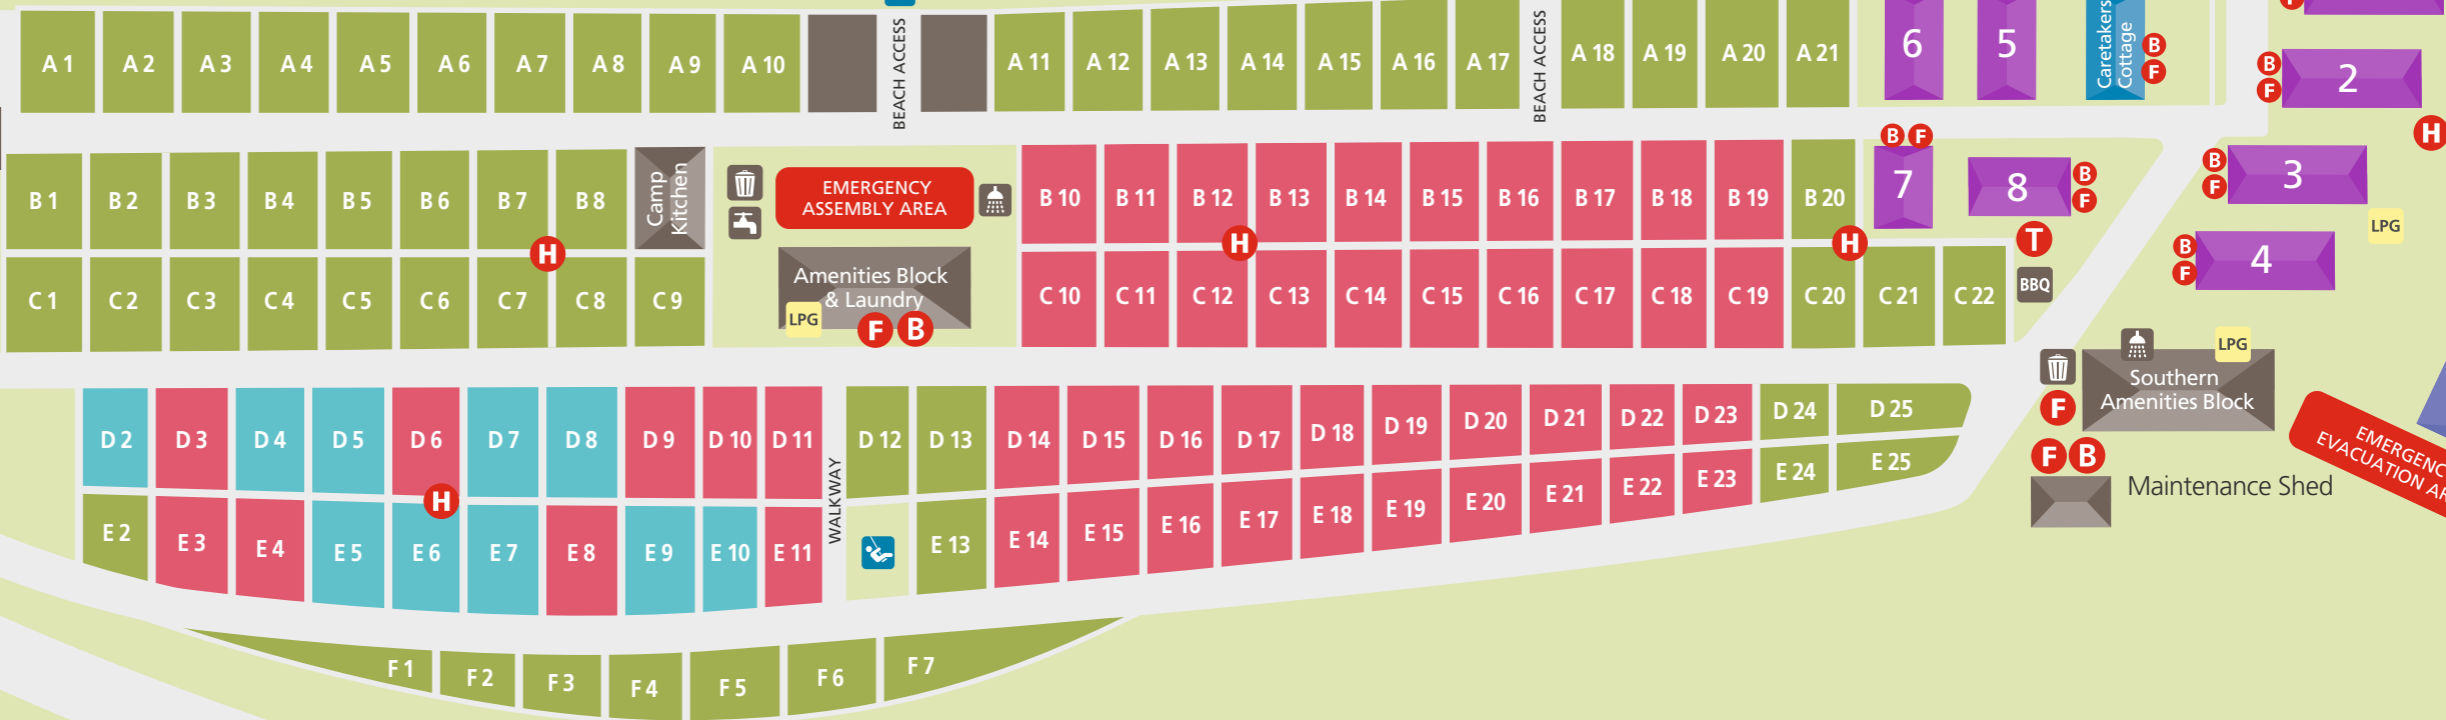 A 1 A 2 A 3 A 4 A 5 A 6 A 7 A 8 A 9 A 10 BEACH ACCESS A 11 A 12 A 13 A 14 A 15 A 16 A 17 BEACH ACCESS A 18 A 19 A 20 A 21 6 5
Caretakers
Cottage
B
F
B
F
2
H
B 1 B 2 B 3 B 4 B 5 B 6 B 7 B 8
Camp
Kitchen
EMERGENCY
ASSEMBLY AREA
B 10 B 11 B 12 B 13 B 14 B 15 B 16 B 17 B 18 B 19 B 20
B F
7
8
B
F
T
B
F
3
LPG
B
F
4
H H H
C 1 C 2 C 3 C 4 C 5 C 6 C 7 C 8 C 9
Amenities Block
& Laundry
LPG
F B
C 10 C 11 C 12 C 13 C 14 C 15 C 16 C 17 C 18 C 19 C 20 C 21 C 22
BBQ
LPG
Southern
Amenities Block
F
F B
Maintenance Shed
D 2 D 3 D 4 D 5 D 6 D 7 D 8 D 9 D 10 D 11
WALKWAY
D 12 D 13 D 14 D 15 D 16 D 17 D 18 D 19 D 20 D 21 D 22 D 23 D 24 D 25
H
E 2 E 3 E 4 E 5 E 6 E 7 E 8 E 9 E 10 E 11
E 13 E 14 E 15 E 16 E 17 E 18 E 19 E 20 E 21 E 22 E 23 E 24 E 25
F 1 F 2 F 3 F 4 F 5 F 6 F 7
EMERGENC
EVACUATION AR